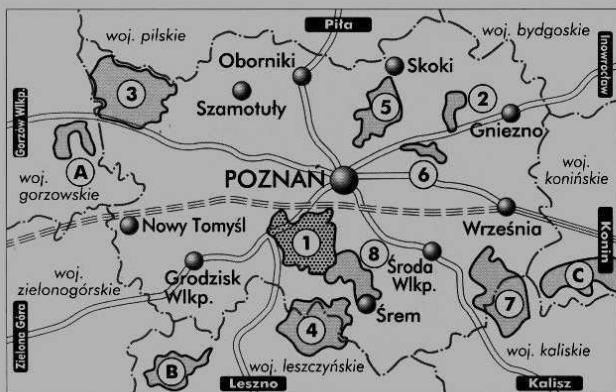 Piła
woj. pilskie
woj. bydgoskie
Inowrocław
Oborniki
Skoki
3
Szamotuły
5
2
Gniezno
Gorzów Wlkp.
A
woj.
gorzowskie
POZNAŃ
6
woj.
konińskie
Nowy Tomyśl
Września
Konin
1
8
Środa
Wlkp.
C
woj.
zielonogórskie
Grodzisk
Wlkp.
Śrem
7
4
Zielona Góra
B
woj. leszczyńskie
woj. kaliskie
Leszno
Kalisz